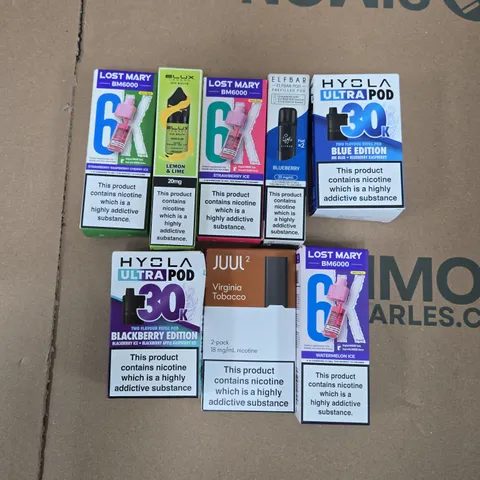 LOST MARY
BM6000
6K
STRAWBERRY RASPBERRY CHERRY ICE
This product
contains nicotine
which is a highly
addictive substance
ELUX
LEMON
& LIME
20mg
This product
contains nicotine
which is a
highly
addictive
substance
LOST MARY
BM6000
6K
STRAWBERRY ICE
This product
contains nicotine
which is a highly
addictive substance
ELFBAR
x2
BLUEBERRY
This product
contains nicotine
which is a
highly
addictive
substance
HYOLA
ULTRA POD
30K
BLUE EDITION
This product
contains nicotine
which is a highly
addictive substance
HYOLA
ULTRA POD
30K
BLACKBERRY EDITION
This product
contains nicotine
which is a highly
addictive substance
JUUL2
Virginia
Tobacco
2-pack
18 mg/mL nicotine
This product
contains nicotine
which is a highly
addictive substance
LOST MARY
BM6000
6K
WATERMELON ICE
This product
contains nicotine
which is a highly
addictive substance
ARLES.C